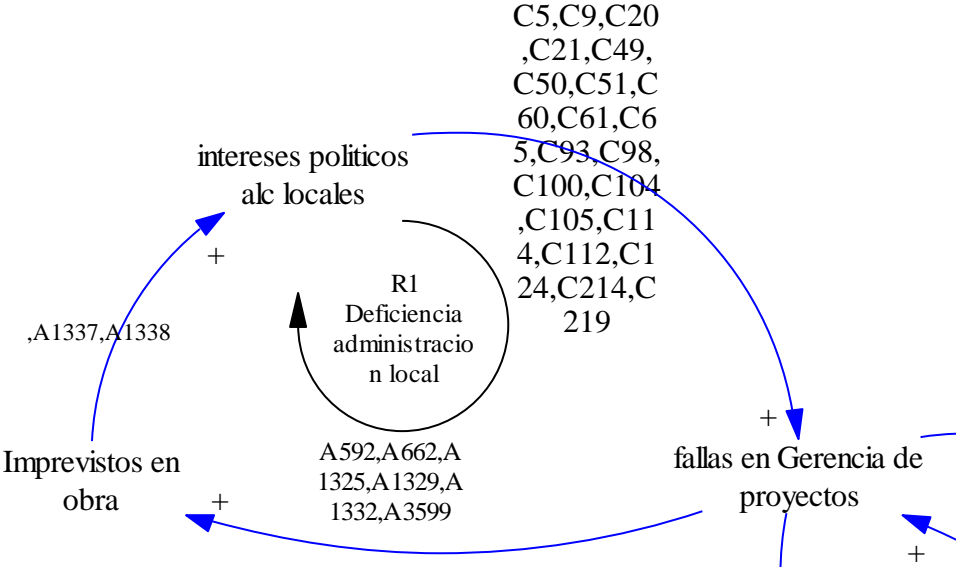 C5,C9,C20
,C21,C49,
C50,C51,C
60,C61,C6
5,C93,C98,
C100,C104
,C105,C11
4,C112,C1
24,C214,C
219
intereses politicos
alc locales
+
R1
Deficiencia
administracio
n local
,A1337,A1338
+
fallas en Gerencia de
proyectos
A592,A662,A
1325,A1329,A
1332,A3599
Imprevistos en
obra
+
+